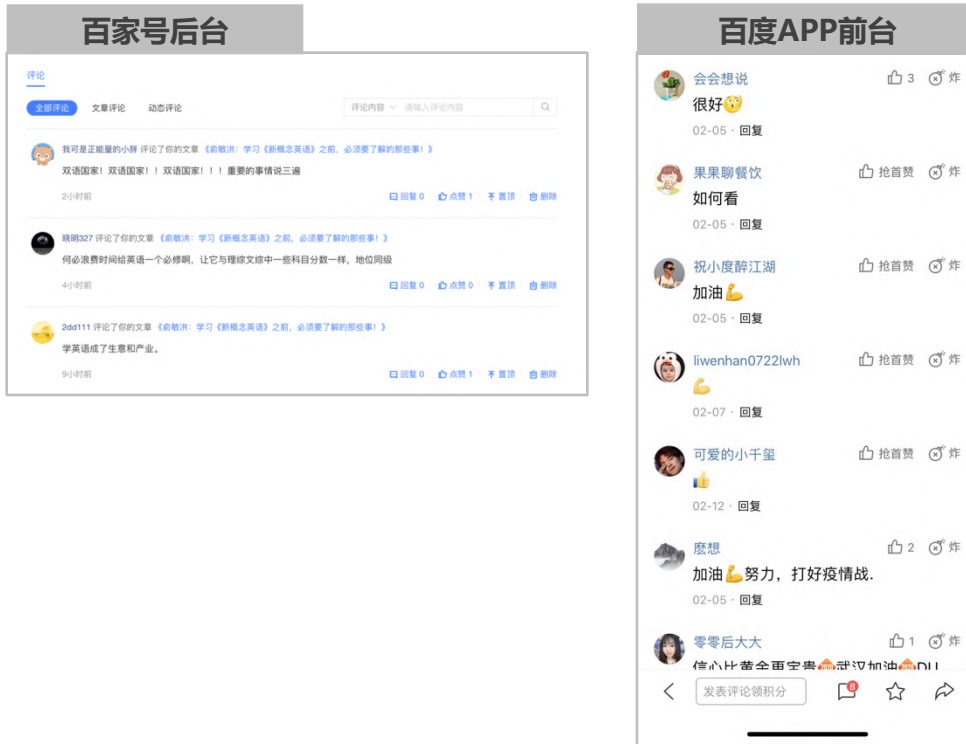 百家号后台
评论
全部评论 文章评论 动态评论 评论内容 请输入评论内容
我可是正能量的小胖 评论了你的文章 《俞敏洪：学习《新概念英语》之前，必须要了解的那些事！》
双语国家！双语国家！！双语国家！！！重要的事情说三遍
2小时前 回复 0 点赞 1 置顶 删除
晓明327 评论了你的文章 《俞敏洪：学习《新概念英语》之前，必须要了解的那些事！》
何必浪费时间给英语一个必修啊，让它与理综文综中一些科目分数一样，地位同级
4小时前 回复 0 点赞 0 置顶 删除
2dd111 评论了你的文章 《俞敏洪：学习《新概念英语》之前，必须要了解的那些事！》
学英语成了生意和产业。
9小时前 回复 0 点赞 1 置顶 删除
百度APP前台
会会想说 3 炸
很好😲
02-05 · 回复
果果聊餐饮 抢首赞 炸
如何看
02-05 · 回复
祝小度醉江湖 抢首赞 炸
加油💪
02-05 · 回复
liwenhan0722lwh 抢首赞 炸
💪
02-07 · 回复
可爱的小千玺 抢首赞 炸
👍
02-12 · 回复
麽想 2 炸
加油💪努力，打好疫情战.
02-05 · 回复
零零后大大 1 炸
信心比黄金更宝贵武汉加油DU
发表评论领积分 8